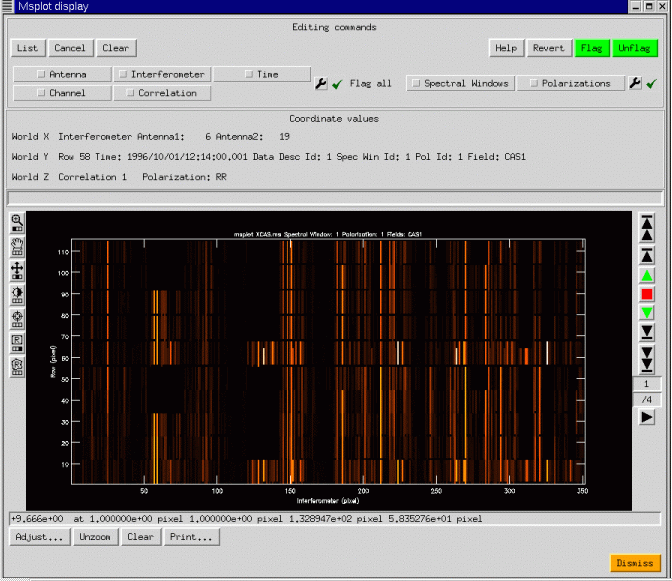 Msplot display
Editing commands
List Cancel Clear Help Revert Flag Unflag
Antenna Interferometer Time Flag all Spectral Windows Polarizations
Channel Correlation
Coordinate values
World X Interferometer Antenna1: 6 Antenna2: 19
World Y Row 58 Time: 1996/10/01/12:14:00.001 Data Desc Id: 1 Spec Win Id: 1 Pol Id: 1 Field: CAS1
World Z Correlation 1 Polarization: RR
msplot XCAS.ms Spectral Window: 1 Polarization: 1 Fields: CAS1
110
100
90
80
70
60
50
40
30
20
10
Row (pixel)
50 100 150 200 250 300 350
Interferometer (pixel)
R
R
1
/4
+9.666e+00 at 1.000000e+00 pixel 1.000000e+00 pixel 1.328947e+02 pixel 5.835276e+01 pixel
Adjust... Unzoom Clear Print...
Dismiss